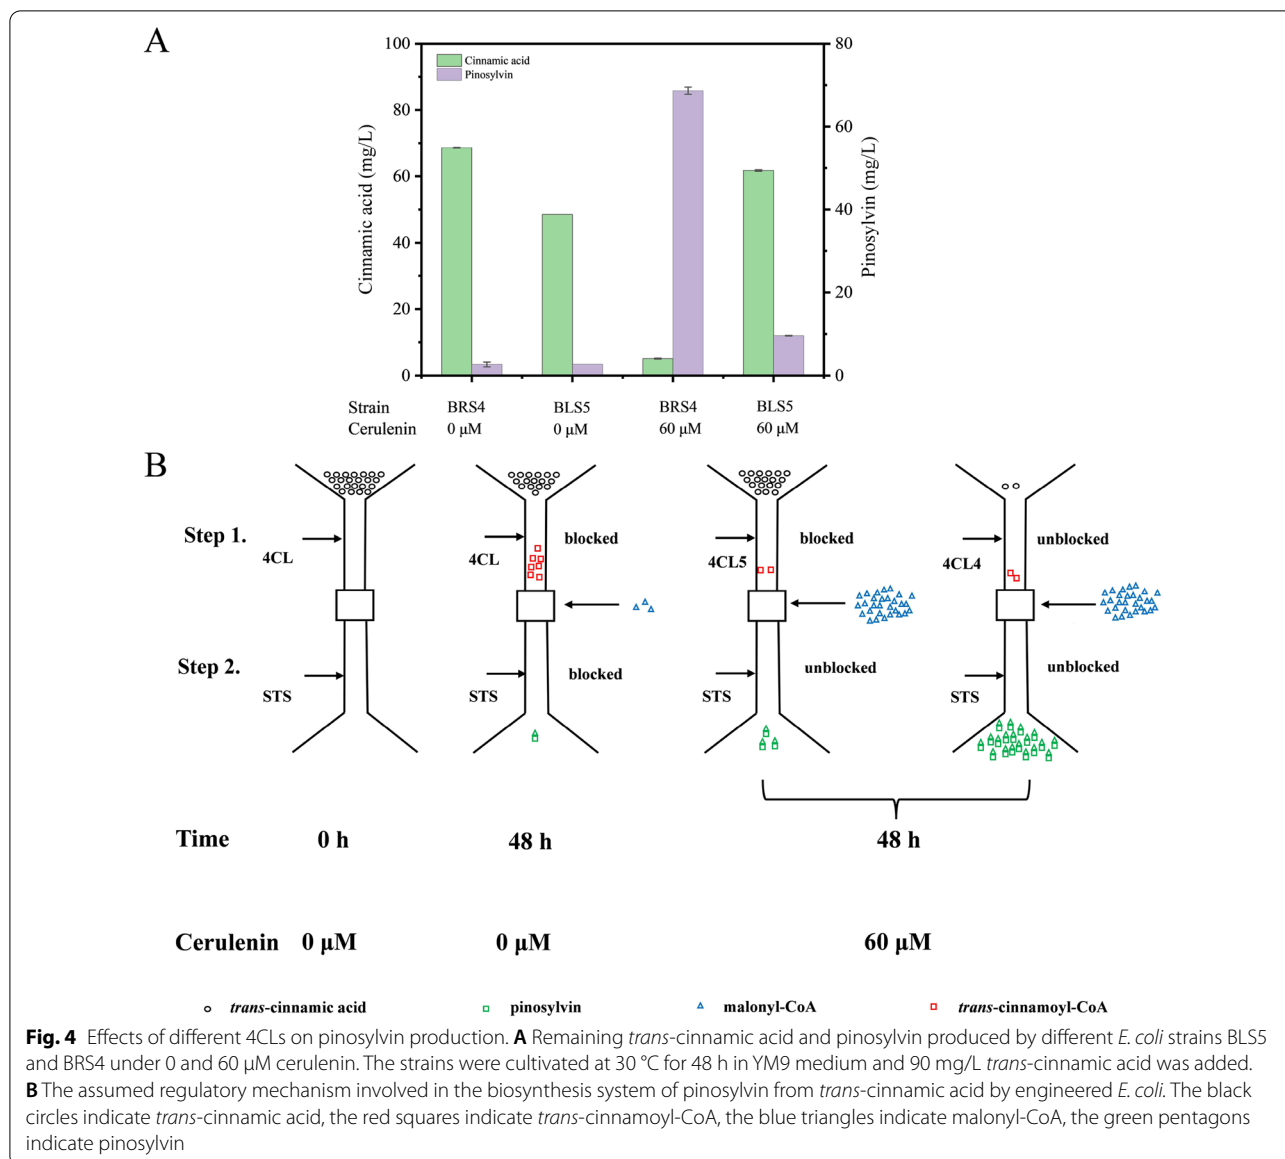 A
100
80
60
40
20
0
Cinnamic acid (mg/L)
Cinnamic acid
Pinosylvin
80
60
40
20
0
Pinosylvin (mg/L)
Strain BRS4 BLS5 BRS4 BLS5
Cerulenin 0 μM 0 μM 60 μM 60 μM
B
Step 1. 4CL 4CL blocked 4CL5 blocked 4CL4 unblocked
Step 2. STS STS blocked STS unblocked STS unblocked
Time 0 h 48 h 48 h
Cerulenin 0 μM 0 μM 60 μM
trans-cinnamic acid pinosylvin malonyl-CoA trans-cinnamoyl-CoA
Fig. 4 Effects of different 4CLs on pinosylvin production. A Remaining trans-cinnamic acid and pinosylvin produced by different E. coli strains BLS5
and BRS4 under 0 and 60 μM cerulenin. The strains were cultivated at 30 °C for 48 h in YM9 medium and 90 mg/L trans-cinnamic acid was added.
B The assumed regulatory mechanism involved in the biosynthesis system of pinosylvin from trans-cinnamic acid by engineered E. coli. The black
circles indicate trans-cinnamic acid, the red squares indicate trans-cinnamoyl-CoA, the blue triangles indicate malonyl-CoA, the green pentagons
indicate pinosylvin